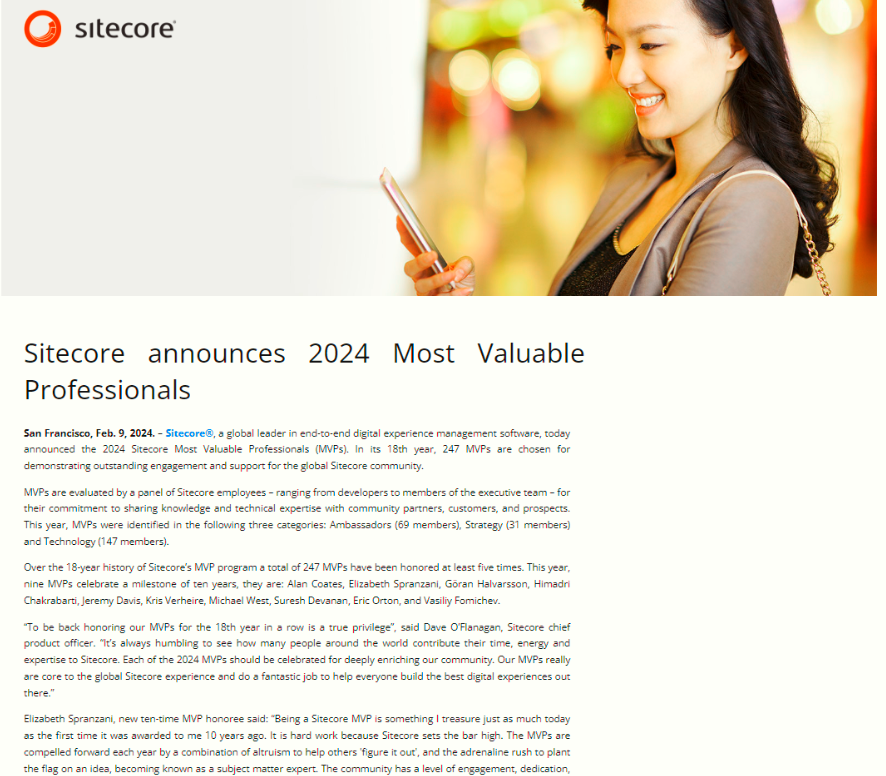 sitecore
Sitecore announces 2024 Most Valuable
Professionals
San Francisco, Feb. 9, 2024. – Sitecore®, a global leader in end-to-end digital experience management software, today
announced the 2024 Sitecore Most Valuable Professionals (MVPs). In its 18th year, 247 MVPs are chosen for
demonstrating outstanding engagement and support for the global Sitecore community.
MVPs are evaluated by a panel of Sitecore employees – ranging from developers to members of the executive team – for
their commitment to sharing knowledge and technical expertise with community partners, customers, and prospects.
This year, MVPs were identified in the following three categories: Ambassadors (69 members), Strategy (31 members)
and Technology (147 members).
Over the 18-year history of Sitecore's MVP program a total of 247 MVPs have been honored at least five times. This year,
nine MVPs celebrate a milestone of ten years, they are: Alan Coates, Elizabeth Spranzani, Göran Halvarsson, Himadri
Chakrabarti, Jeremy Davis, Kris Verheire, Michael West, Suresh Devanan, Eric Orton, and Vasiliy Fomichev.
“To be back honoring our MVPs for the 18th year in a row is a true privilege”, said Dave O'Flanagan, Sitecore chief
product officer. “It's always humbling to see how many people around the world contribute their time, energy and
expertise to Sitecore. Each of the 2024 MVPs should be celebrated for deeply enriching our community. Our MVPs really
are core to the global Sitecore experience and do a fantastic job to help everyone build the best digital experiences out
there.”
Elizabeth Spranzani, new ten-time MVP honoree said: “Being a Sitecore MVP is something I treasure just as much today
as the first time it was awarded to me 10 years ago. It is hard work because Sitecore sets the bar high. The MVPs are
compelled forward each year by a combination of altruism to help others 'figure it out', and the adrenaline rush to plant
the flag on an idea, becoming known as a subject matter expert. The community has a level of engagement, dedication,